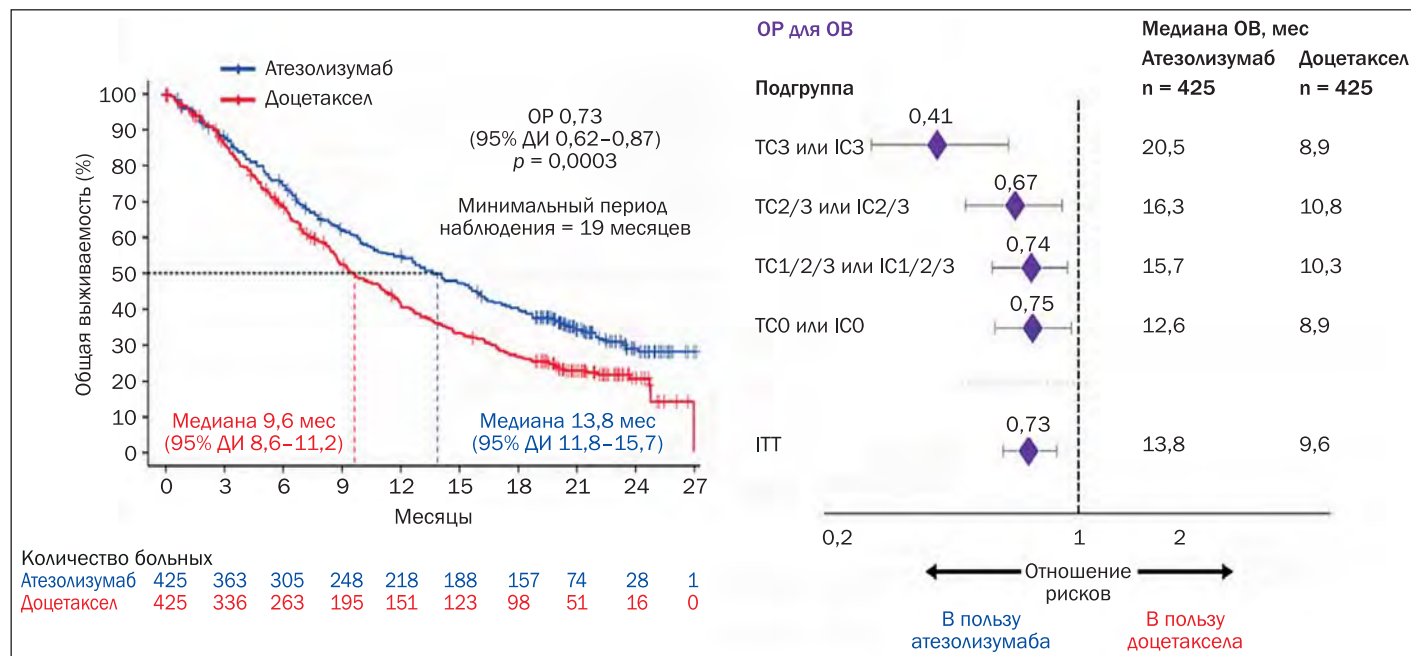 Атезолизумаб
Доцетаксел
ОР 0,73
(95% ДИ 0,62–0,87)
p = 0,0003
Минимальный период
наблюдения = 19 месяцев
Общая выживаемость (%)
100
90
80
70
60
50
40
30
20
10
0
Медиана 9,6 мес
(95% ДИ 8,6–11,2)
Медиана 13,8 мес
(95% ДИ 11,8–15,7)
0 3 6 9 12 15 18 21 24 27
Месяцы
Количество больных
Атезолизумаб 425 363 305 248 218 188 157 74 28 1
Доцетаксел 425 336 263 195 151 123 98 51 16 0
ОР для ОВ
Медиана ОВ, мес
Подгруппа
Атезолизумаб Доцетаксел
n = 425 n = 425
TC3 или IC3 0,41 20,5 8,9
TC2/3 или IC2/3 0,67 16,3 10,8
TC1/2/3 или IC1/2/3 0,74 15,7 10,3
TC0 или IC0 0,75 12,6 8,9
ITT 0,73 13,8 9,6
0,2 1 2
Отношение
рисков
В пользу
атезолизумаба
В пользу
доцетаксела